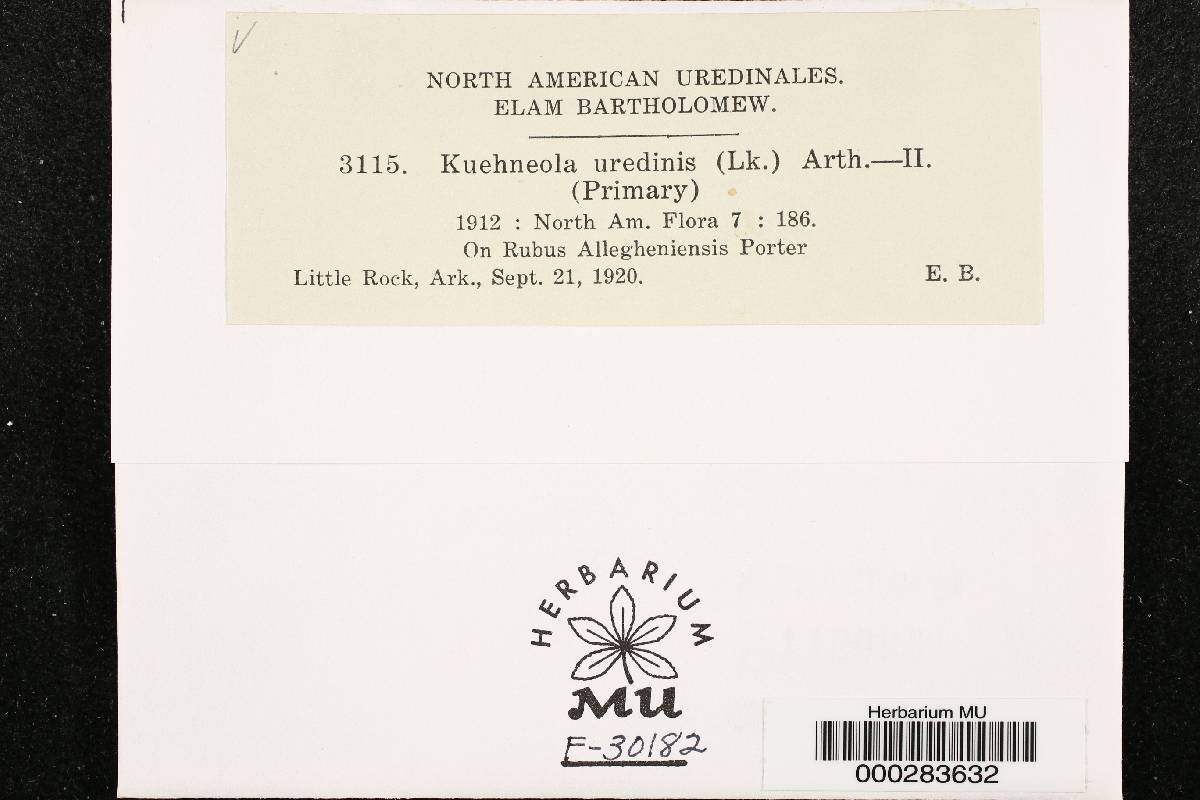 NORTH AMERICAN UREDINALES.
ELAM BARTHOLOMEW.
3115. Kuehneola uredinis (Lk.) Arth.—II.
(Primary)
1912 : North Am. Flora 7 : 186.
On Rubus Allegheniensis Porter
Little Rock, Ark., Sept. 21, 1920. E. B.
HERBARIUM
MU
F-30182
Herbarium MU
000283632